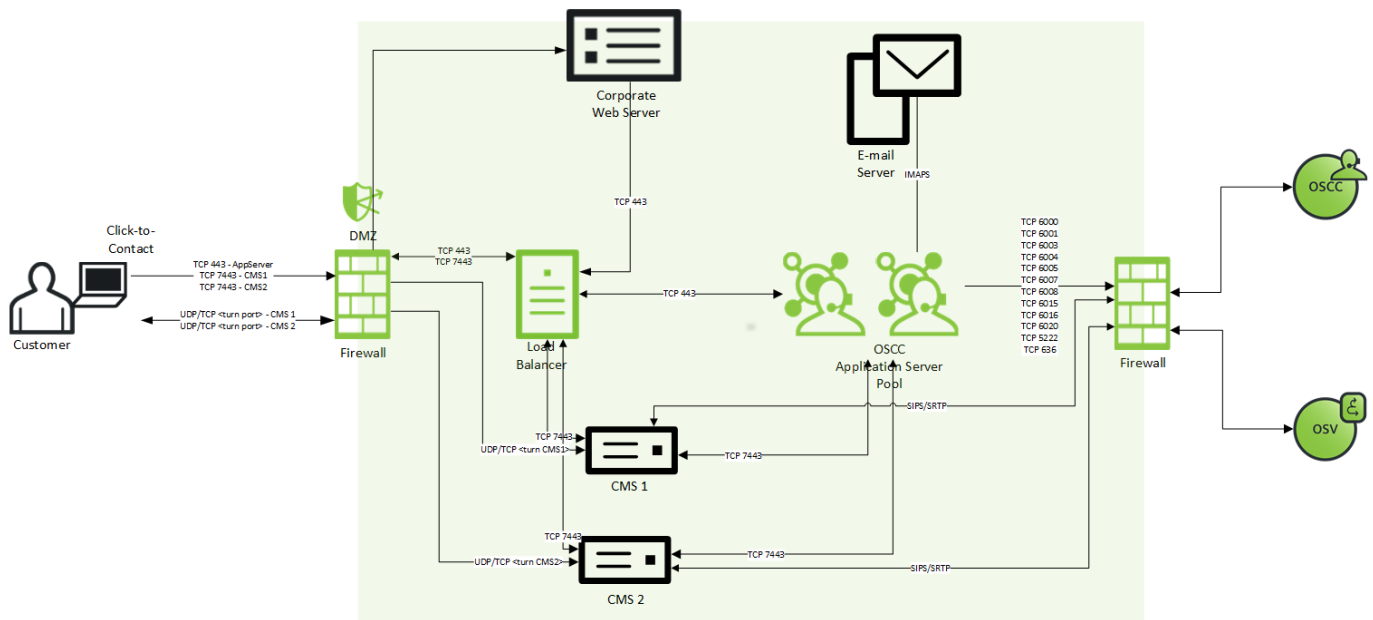 Corporate
Web Server
E-mail
Server
IMAPS
OSCC
TCP 443
DMZ
Click-to-
Contact
TCP 443 - AppServer
TCP 7443 - CMS1
TCP 7443 - CMS2
UDP/TCP <turn port> - CMS 1
UDP/TCP <turn port> - CMS 2
Customer
Firewall
TCP 443
TCP 7443
Load
Balancer
TCP 443
OSCC
Application Server
Pool
TCP 6000
TCP 6001
TCP 6003
TCP 6004
TCP 6005
TCP 6007
TCP 6008
TCP 6015
TCP 6016
TCP 6020
TCP 5222
TCP 636
Firewall
SIPS/SRTP
OSV
TCP 7443
UDP/TCP <turn CMS1>
TCP 7443
CMS 1
TCP 7443
UDP/TCP <turn CMS2>
TCP 7443
SIPS/SRTP
CMS 2